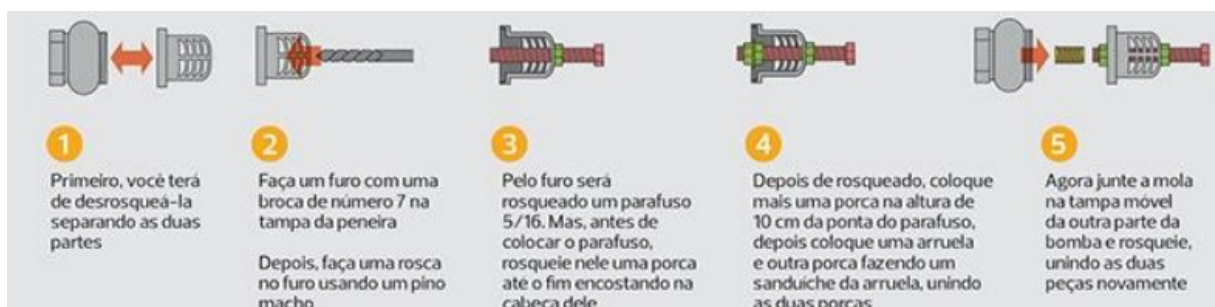 1
Primeiro, você terá
de desrosqueá-la
separando as duas
partes
2
Faça um furo com uma
broca de número 7 na
tampa da peneira
Depois, faça uma rosca
no furo usando um pino
macho
3
Pelo furo será
rosqueado um parafuso
5/16. Mas, antes de
colocar o parafuso,
rosqueie nele uma porca
até o fim encostando na
cabeça dele
4
Depois de rosqueado, coloque
mais uma porca na altura de
10 cm da ponta do parafuso,
depois coloque uma arruela
e outra porca fazendo um
sanduíche da arruela, unindo
as duas porcas
5
Agora junte a mola
na tampa móvel
da outra parte da
bomba e rosqueie,
unindo as duas
peças novamente